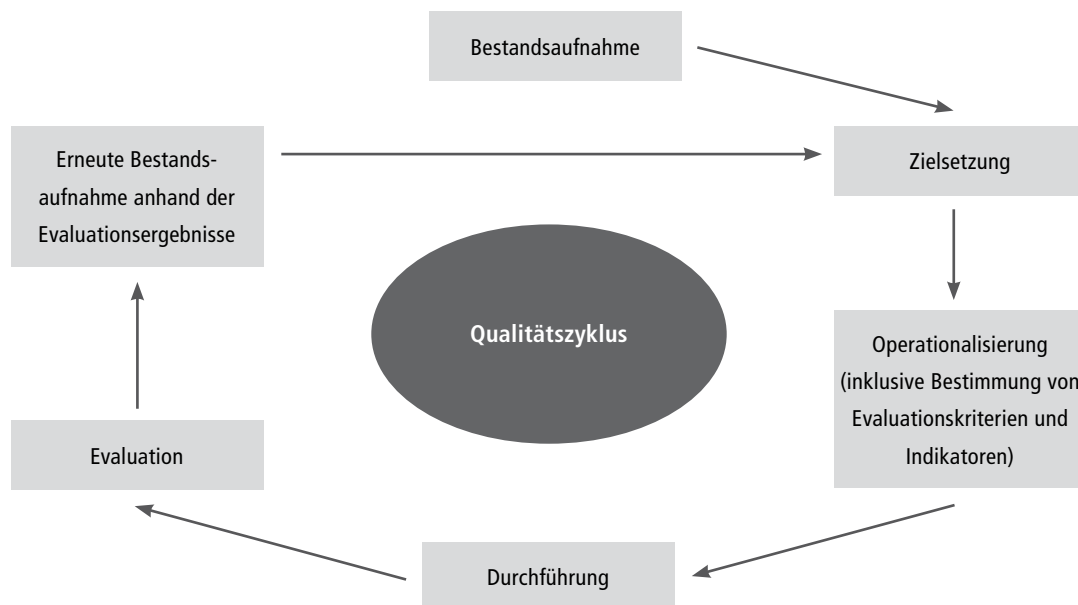 Bestandsaufnahme
Erneute Bestands-
aufnahme anhand der
Evaluationsergebnisse
Zielsetzung
Qualitätszyklus
Operationalisierung
(inklusive Bestimmung von
Evaluationskriterien und
Indikatoren)
Evaluation
Durchführung